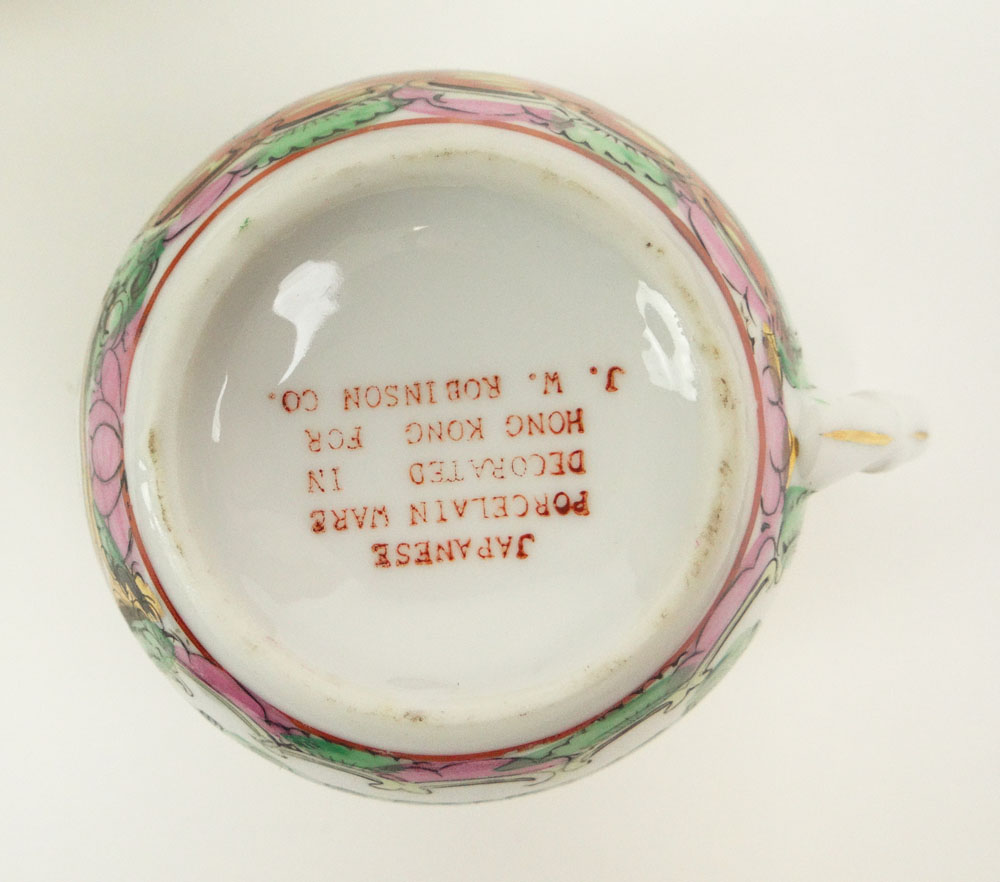 JAPANESE
PORCELAIN WARE
DECORATED IN
HONG KONG FOR
J. W. ROBINSON CO.